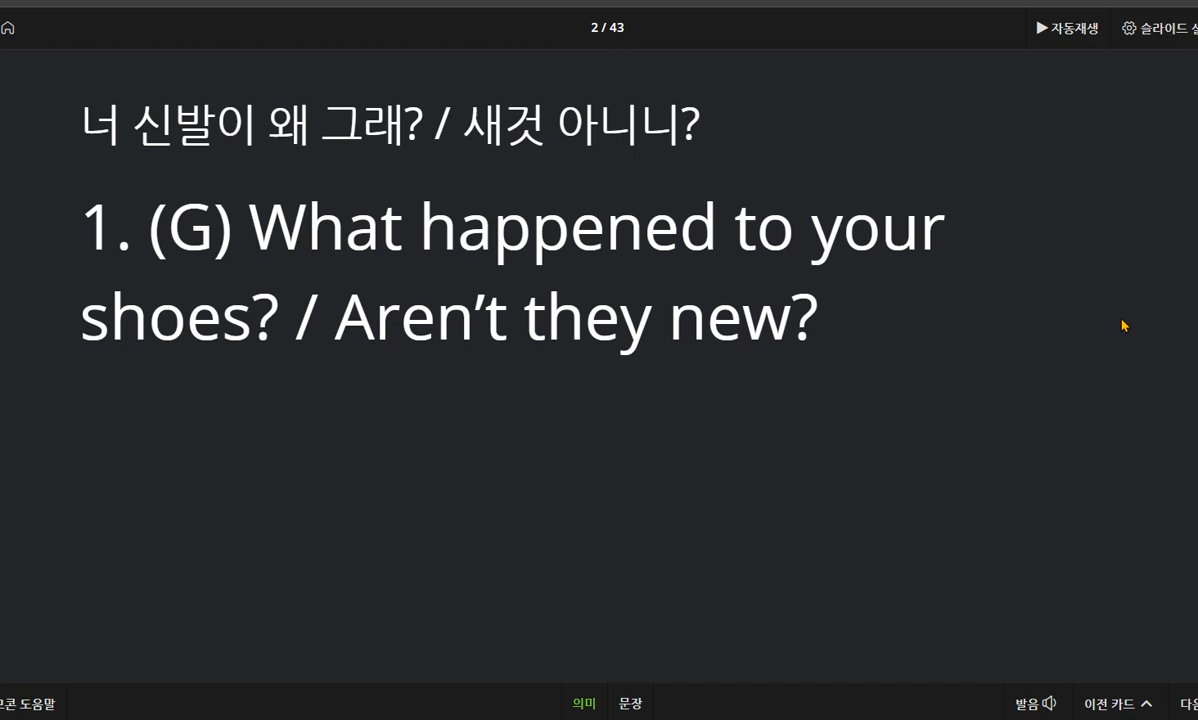 2 / 43
자동재생
슬라이드
너 신발이 왜 그래? / 새것 아니니?
1. (G) What happened to your
shoes? / Aren’t they new?
도움말
의미
문장
발음
이전 카드